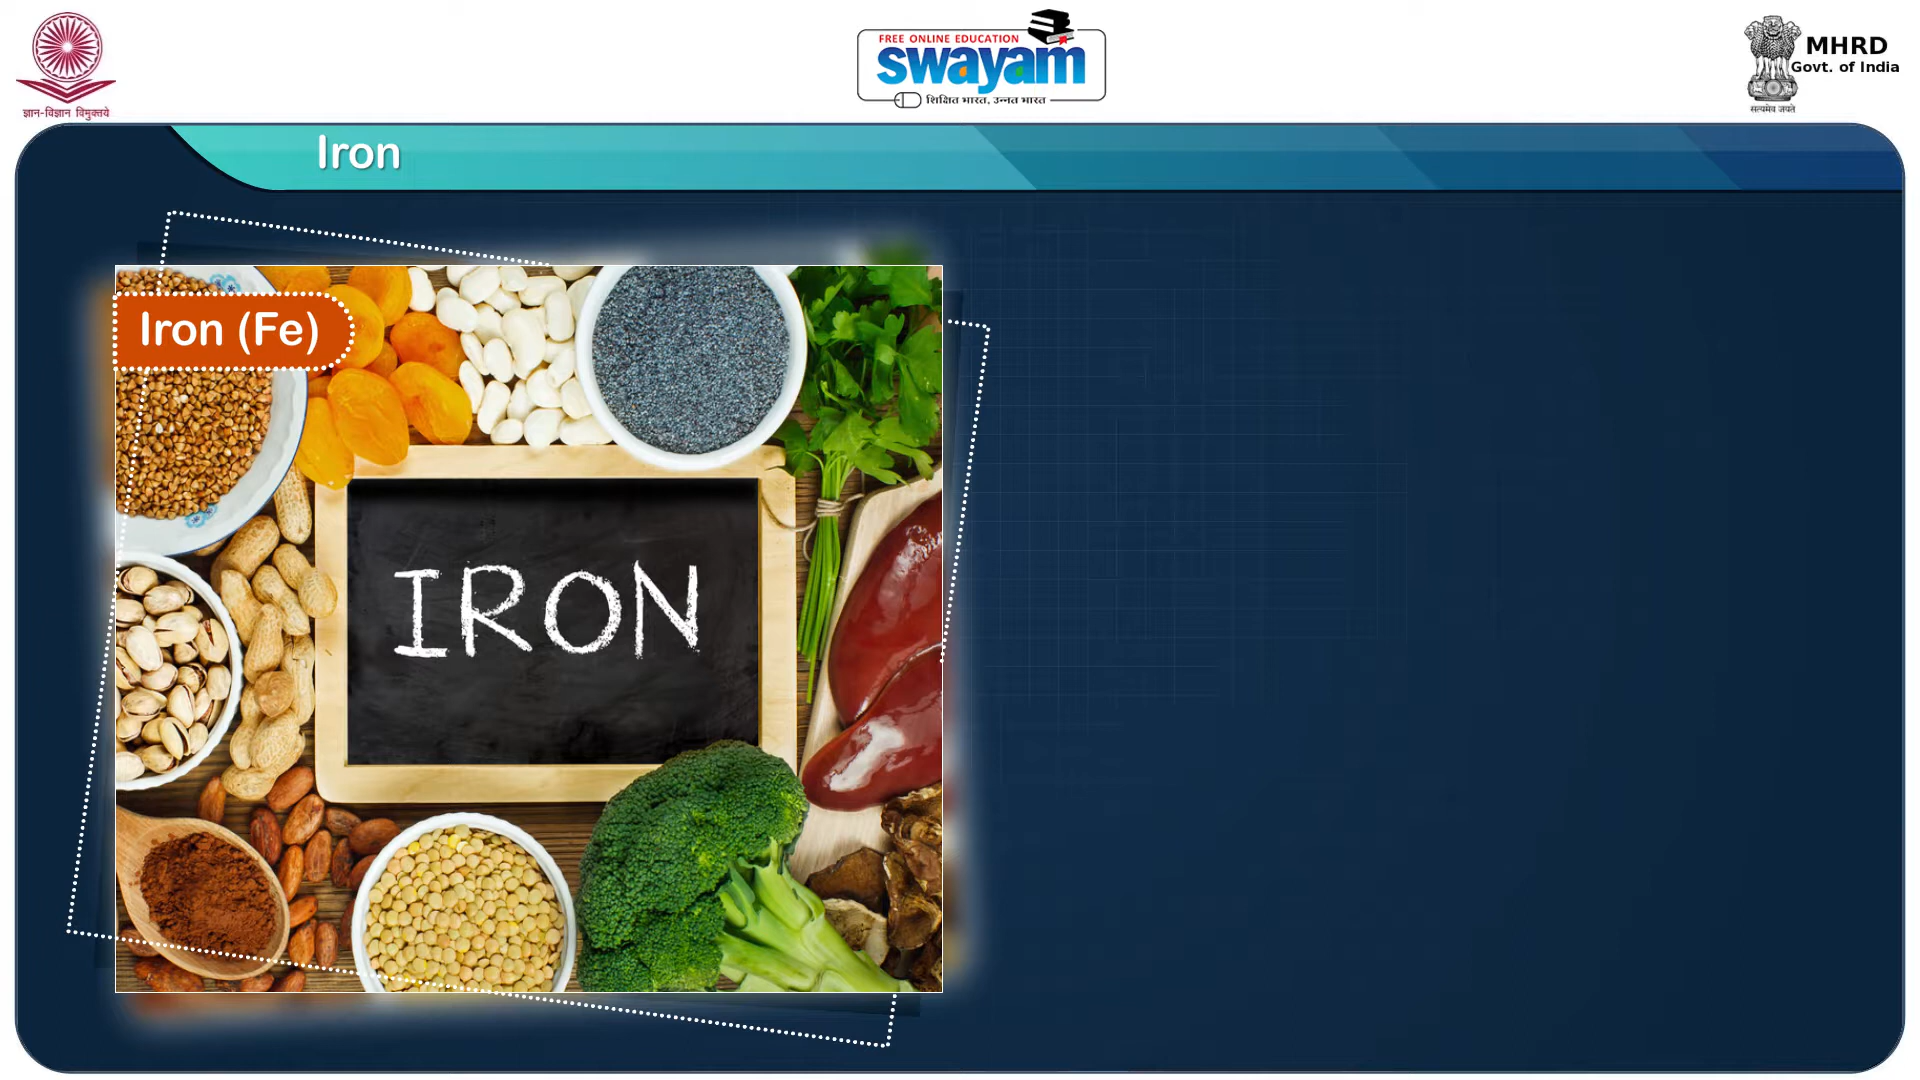 ज्ञान-विज्ञान विमुक्तये
FREE ONLINE EDUCATION
swayam
शिक्षित भारत, उन्नत भारत
MHRD
Govt. of India
सत्यमेव जयते
Iron
Iron (Fe)
IRON